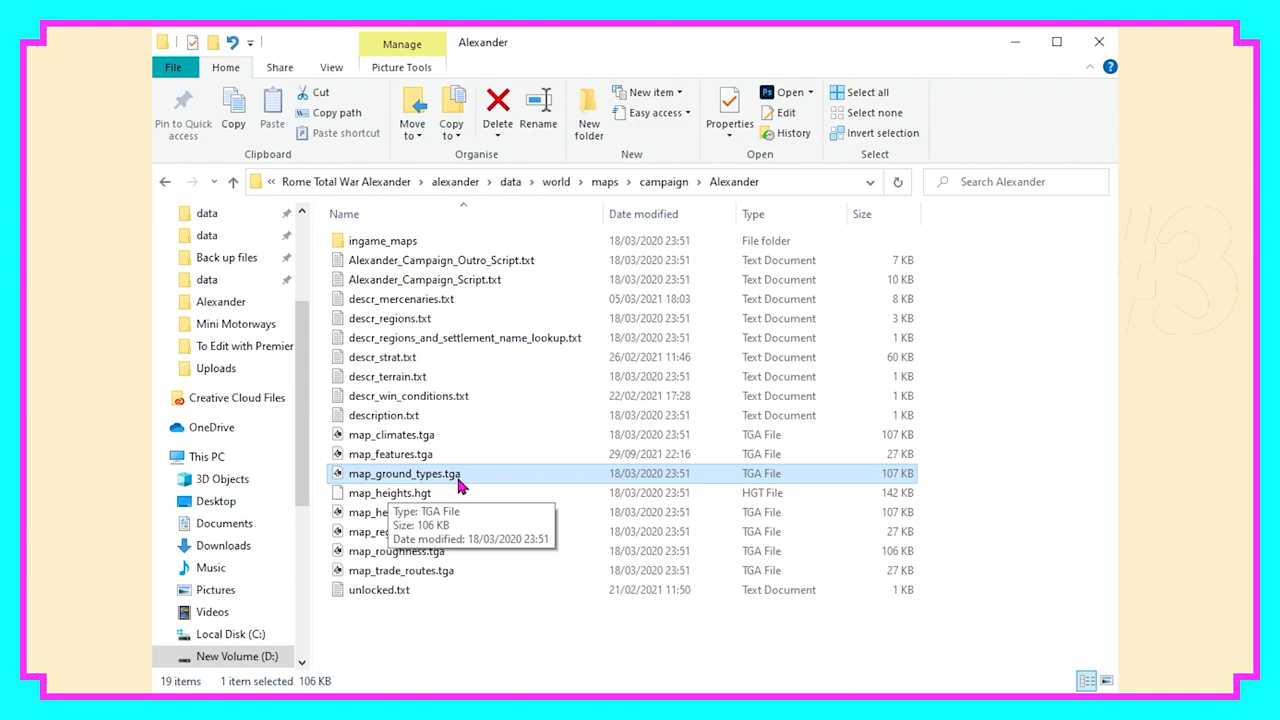 Manage
Alexander
File
Home
Share
View
Picture Tools
Pin to Quick access
Copy
Paste
Cut
Copy path
Paste shortcut
Clipboard
Move to
Copy to
Delete
Rename
Organise
New folder
New item
Easy access
New
Properties
Ps
Open
Edit
History
Open
Select all
Select none
Invert selection
Select
« Rome Total War Alexander > alexander > data > world > maps > campaign > Alexander
Search Alexander
Name Date modified Type Size
data
data
Back up files
data
Alexander
Mini Motorways
To Edit with Premier
Uploads
Creative Cloud Files
OneDrive
This PC
3D Objects
Desktop
Documents
Downloads
Music
Pictures
Videos
Local Disk (C:)
New Volume (D:)
ingame_maps 18/03/2020 23:51 File folder
Alexander_Campaign_Outro_Script.txt 18/03/2020 23:51 Text Document 7 KB
Alexander_Campaign_Script.txt 18/03/2020 23:51 Text Document 10 KB
descr_mercenaries.txt 05/03/2021 18:03 Text Document 8 KB
descr_regions.txt 18/03/2020 23:51 Text Document 3 KB
descr_regions_and_settlement_name_lookup.txt 18/03/2020 23:51 Text Document 1 KB
descr_strat.txt 26/02/2021 11:46 Text Document 60 KB
descr_terrain.txt 18/03/2020 23:51 Text Document 1 KB
descr_win_conditions.txt 22/02/2021 17:28 Text Document 1 KB
description.txt 18/03/2020 23:51 Text Document 1 KB
map_climates.tga 18/03/2020 23:51 TGA File 107 KB
map_features.tga 29/09/2021 22:16 TGA File 27 KB
map_ground_types.tga 18/03/2020 23:51 TGA File 107 KB
map_heights.hgt 18/03/2020 23:51 HGT File 142 KB
map_he 18/03/2020 23:51 TGA File 107 KB
map_reg 18/03/2020 23:51 TGA File 27 KB
map_roughness.tga 18/03/2020 23:51 TGA File 106 KB
map_trade_routes.tga 18/03/2020 23:51 TGA File 27 KB
unlocked.txt 21/02/2021 11:50 Text Document 1 KB
Type: TGA File
Size: 106 KB
Date modified: 18/03/2020 23:51
19 items 1 item selected 106 KB
#3